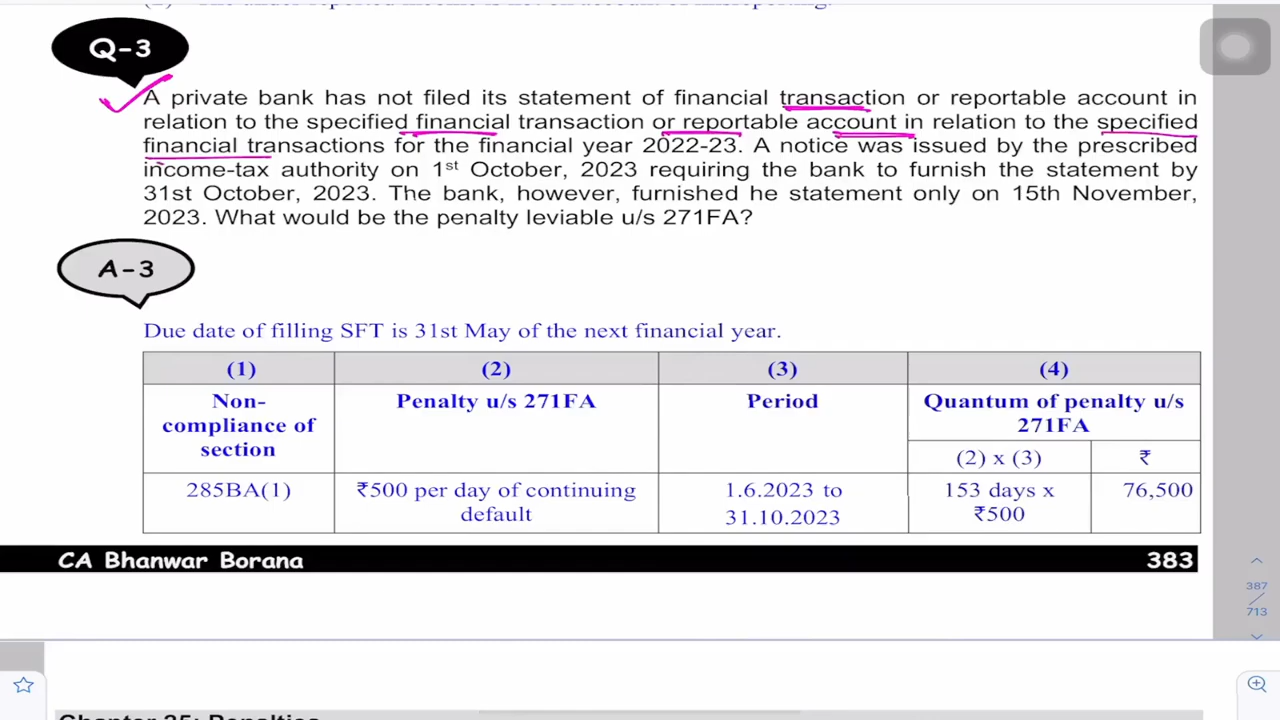 Q-3
A private bank has not filed its statement of financial transaction or reportable account in
relation to the specified financial transaction or reportable account in relation to the specified
financial transactions for the financial year 2022-23. A notice was issued by the prescribed
income-tax authority on 1st October, 2023 requiring the bank to furnish the statement by
31st October, 2023. The bank, however, furnished he statement only on 15th November,
2023. What would be the penalty leviable u/s 271FA?
A-3
Due date of filling SFT is 31st May of the next financial year.
(1) (2) (3) (4)
Non- Penalty u/s 271FA Period Quantum of penalty u/s
compliance of 271FA
section (2) x (3) ₹
285BA(1) ₹500 per day of continuing 1.6.2023 to 153 days x 76,500
default 31.10.2023 ₹500
CA Bhanwar Borana 383
387
713